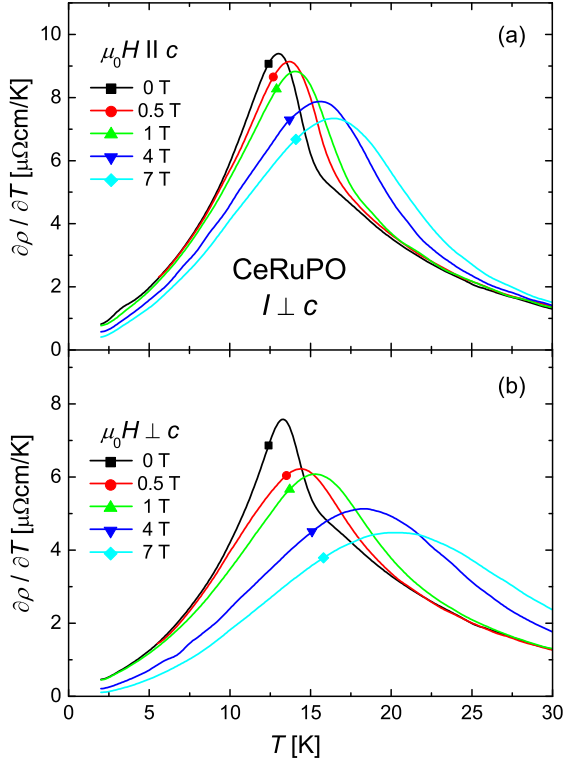 (a)
μ₀H || c
0 T
0.5 T
1 T
4 T
7 T
CeRuPO
I ⊥ c
∂ρ / ∂T [μΩcm/K]
10
8
6
4
2
0
(b)
μ₀H ⊥ c
0 T
0.5 T
1 T
4 T
7 T
∂ρ / ∂T [μΩcm/K]
8
6
4
2
0
0 5 10 15 20 25 30
T [K]